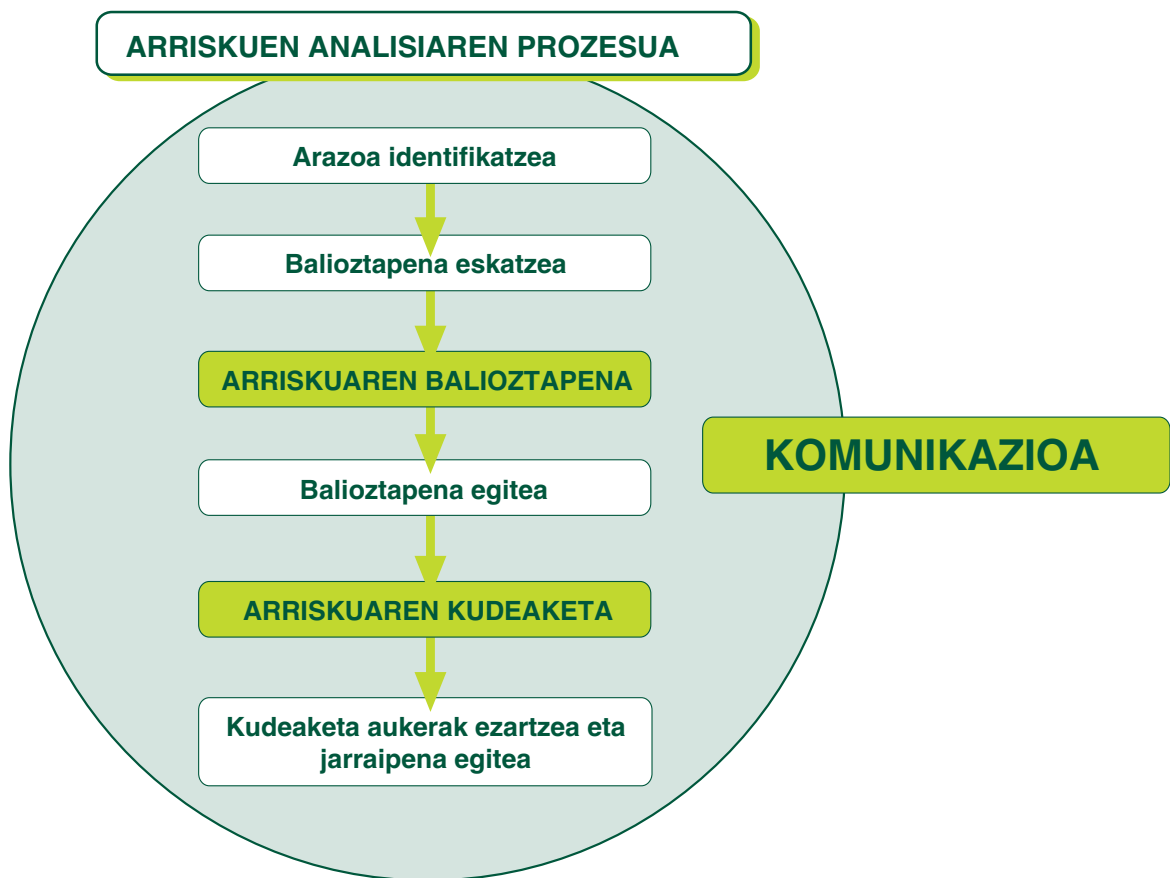 ARRISKUEN ANALISIAREN PROZESUA
Arazoa identifikatzea
Balioztapena eskatzea
ARRISKUAREN BALIOZTAPENA
KOMUNIKAZIOA
Balioztapena egitea
ARRISKUAREN KUDEAKETA
Kudeaketa aukerak ezartzea eta
jarraipena egitea